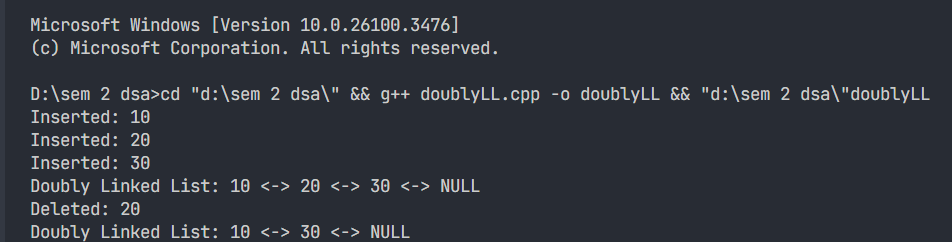 Microsoft Windows [Version 10.0.26100.3476]
(c) Microsoft Corporation. All rights reserved.
D:\sem 2 dsa>cd "d:\sem 2 dsa\" && g++ doublyLL.cpp -o doublyLL && "d:\sem 2 dsa\"doublyLL
Inserted: 10
Inserted: 20
Inserted: 30
Doubly Linked List: 10 <-> 20 <-> 30 <-> NULL
Deleted: 20
Doubly Linked List: 10 <-> 30 <-> NULL